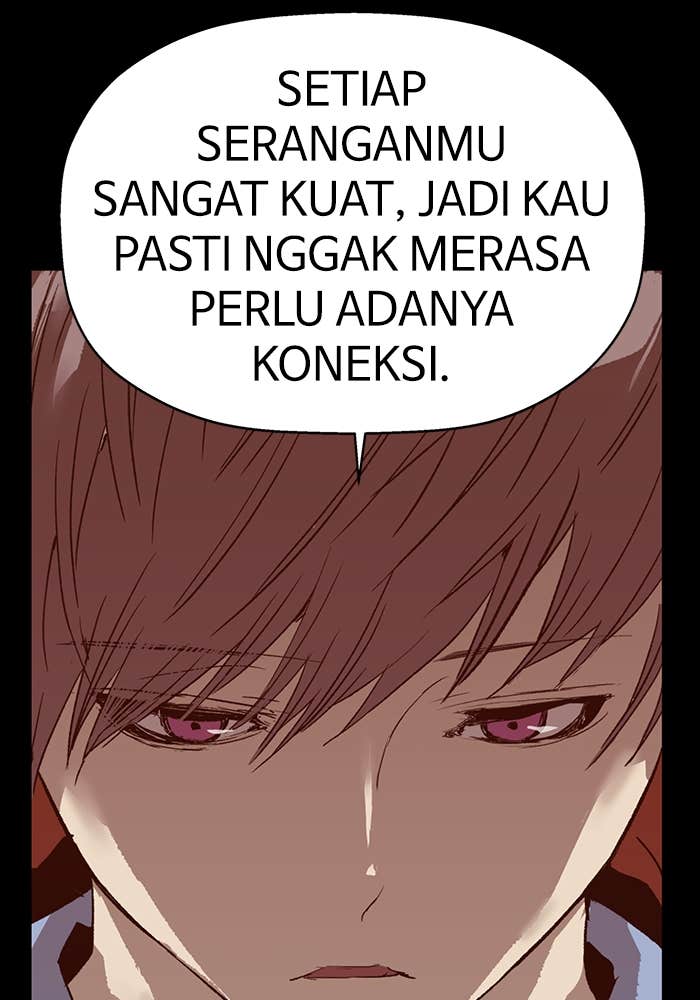 SETIAP
SERANGANMU
SANGAT KUAT, JADI KAU
PASTI NGGAK MERASA
PERLU ADANYA
KONEKSI.